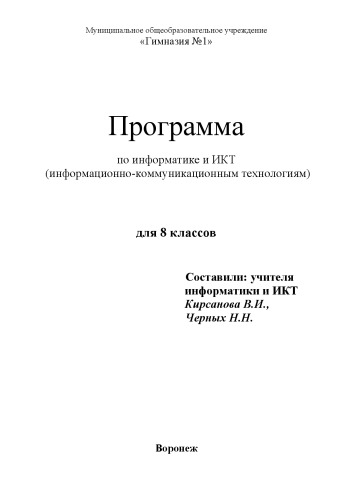 Муниципальное общеобразовательное учреждение
«Гимназия №1»
Программа
по информатике и ИКТ
(информационно-коммуникационным технологиям)
для 8 классов
Составили: учителя
информатики и ИКТ
Кирсанова В.И.,
Черных Н.Н.
Воронеж